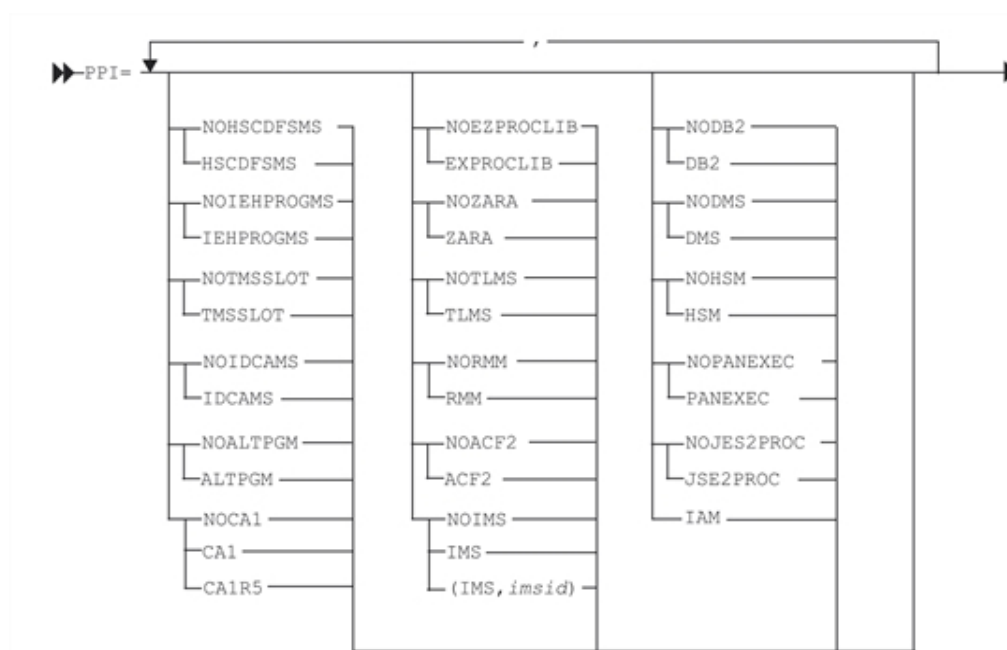 ,
PPI=
NOHSCDFSMS
HSCDFSMS
NOIEHPROGMS
IEHPROGMS
NOTMSSLOT
TMSSLOT
NOIDCAMS
IDCAMS
NOALTPGM
ALTPGM
NOCA1
CA1
CA1R5
NOEZPROCLIB
EXPROCLIB
NOZARA
ZARA
NOTLMS
TLMS
NORMM
RMM
NOACF2
ACF2
NOIMS
IMS
(IMS,imsid)
NODB2
DB2
NODMS
DMS
NOHSM
HSM
NOPANEXEC
PANEXEC
NOJES2PROC
JSE2PROC
IAM